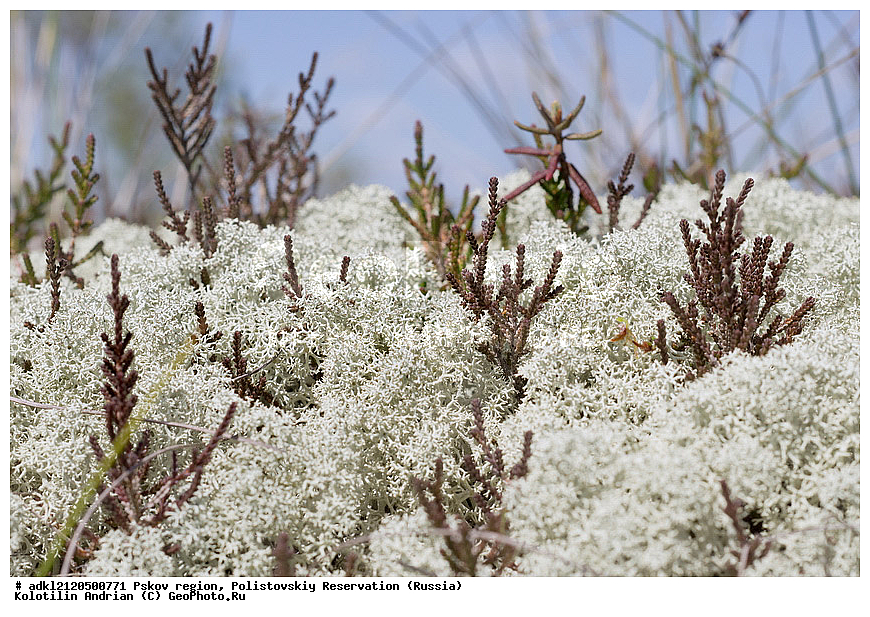 # adkl2120500771 Pskov region, Polistovskiy Reservation (Russia)
Kolotilin Andrian (C) GeoPhoto.Ru